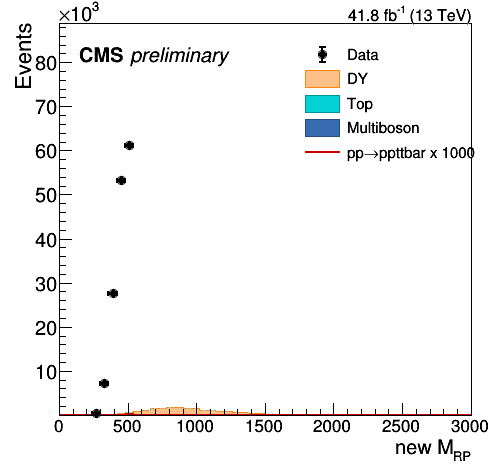 ×10³
41.8 fb⁻¹ (13 TeV)
Events
CMS preliminary
Data
DY
Top
Multiboson
pp→ppttbar x 1000
80
70
60
50
40
30
20
10
0 500 1000 1500 2000 2500 3000
new M_RP